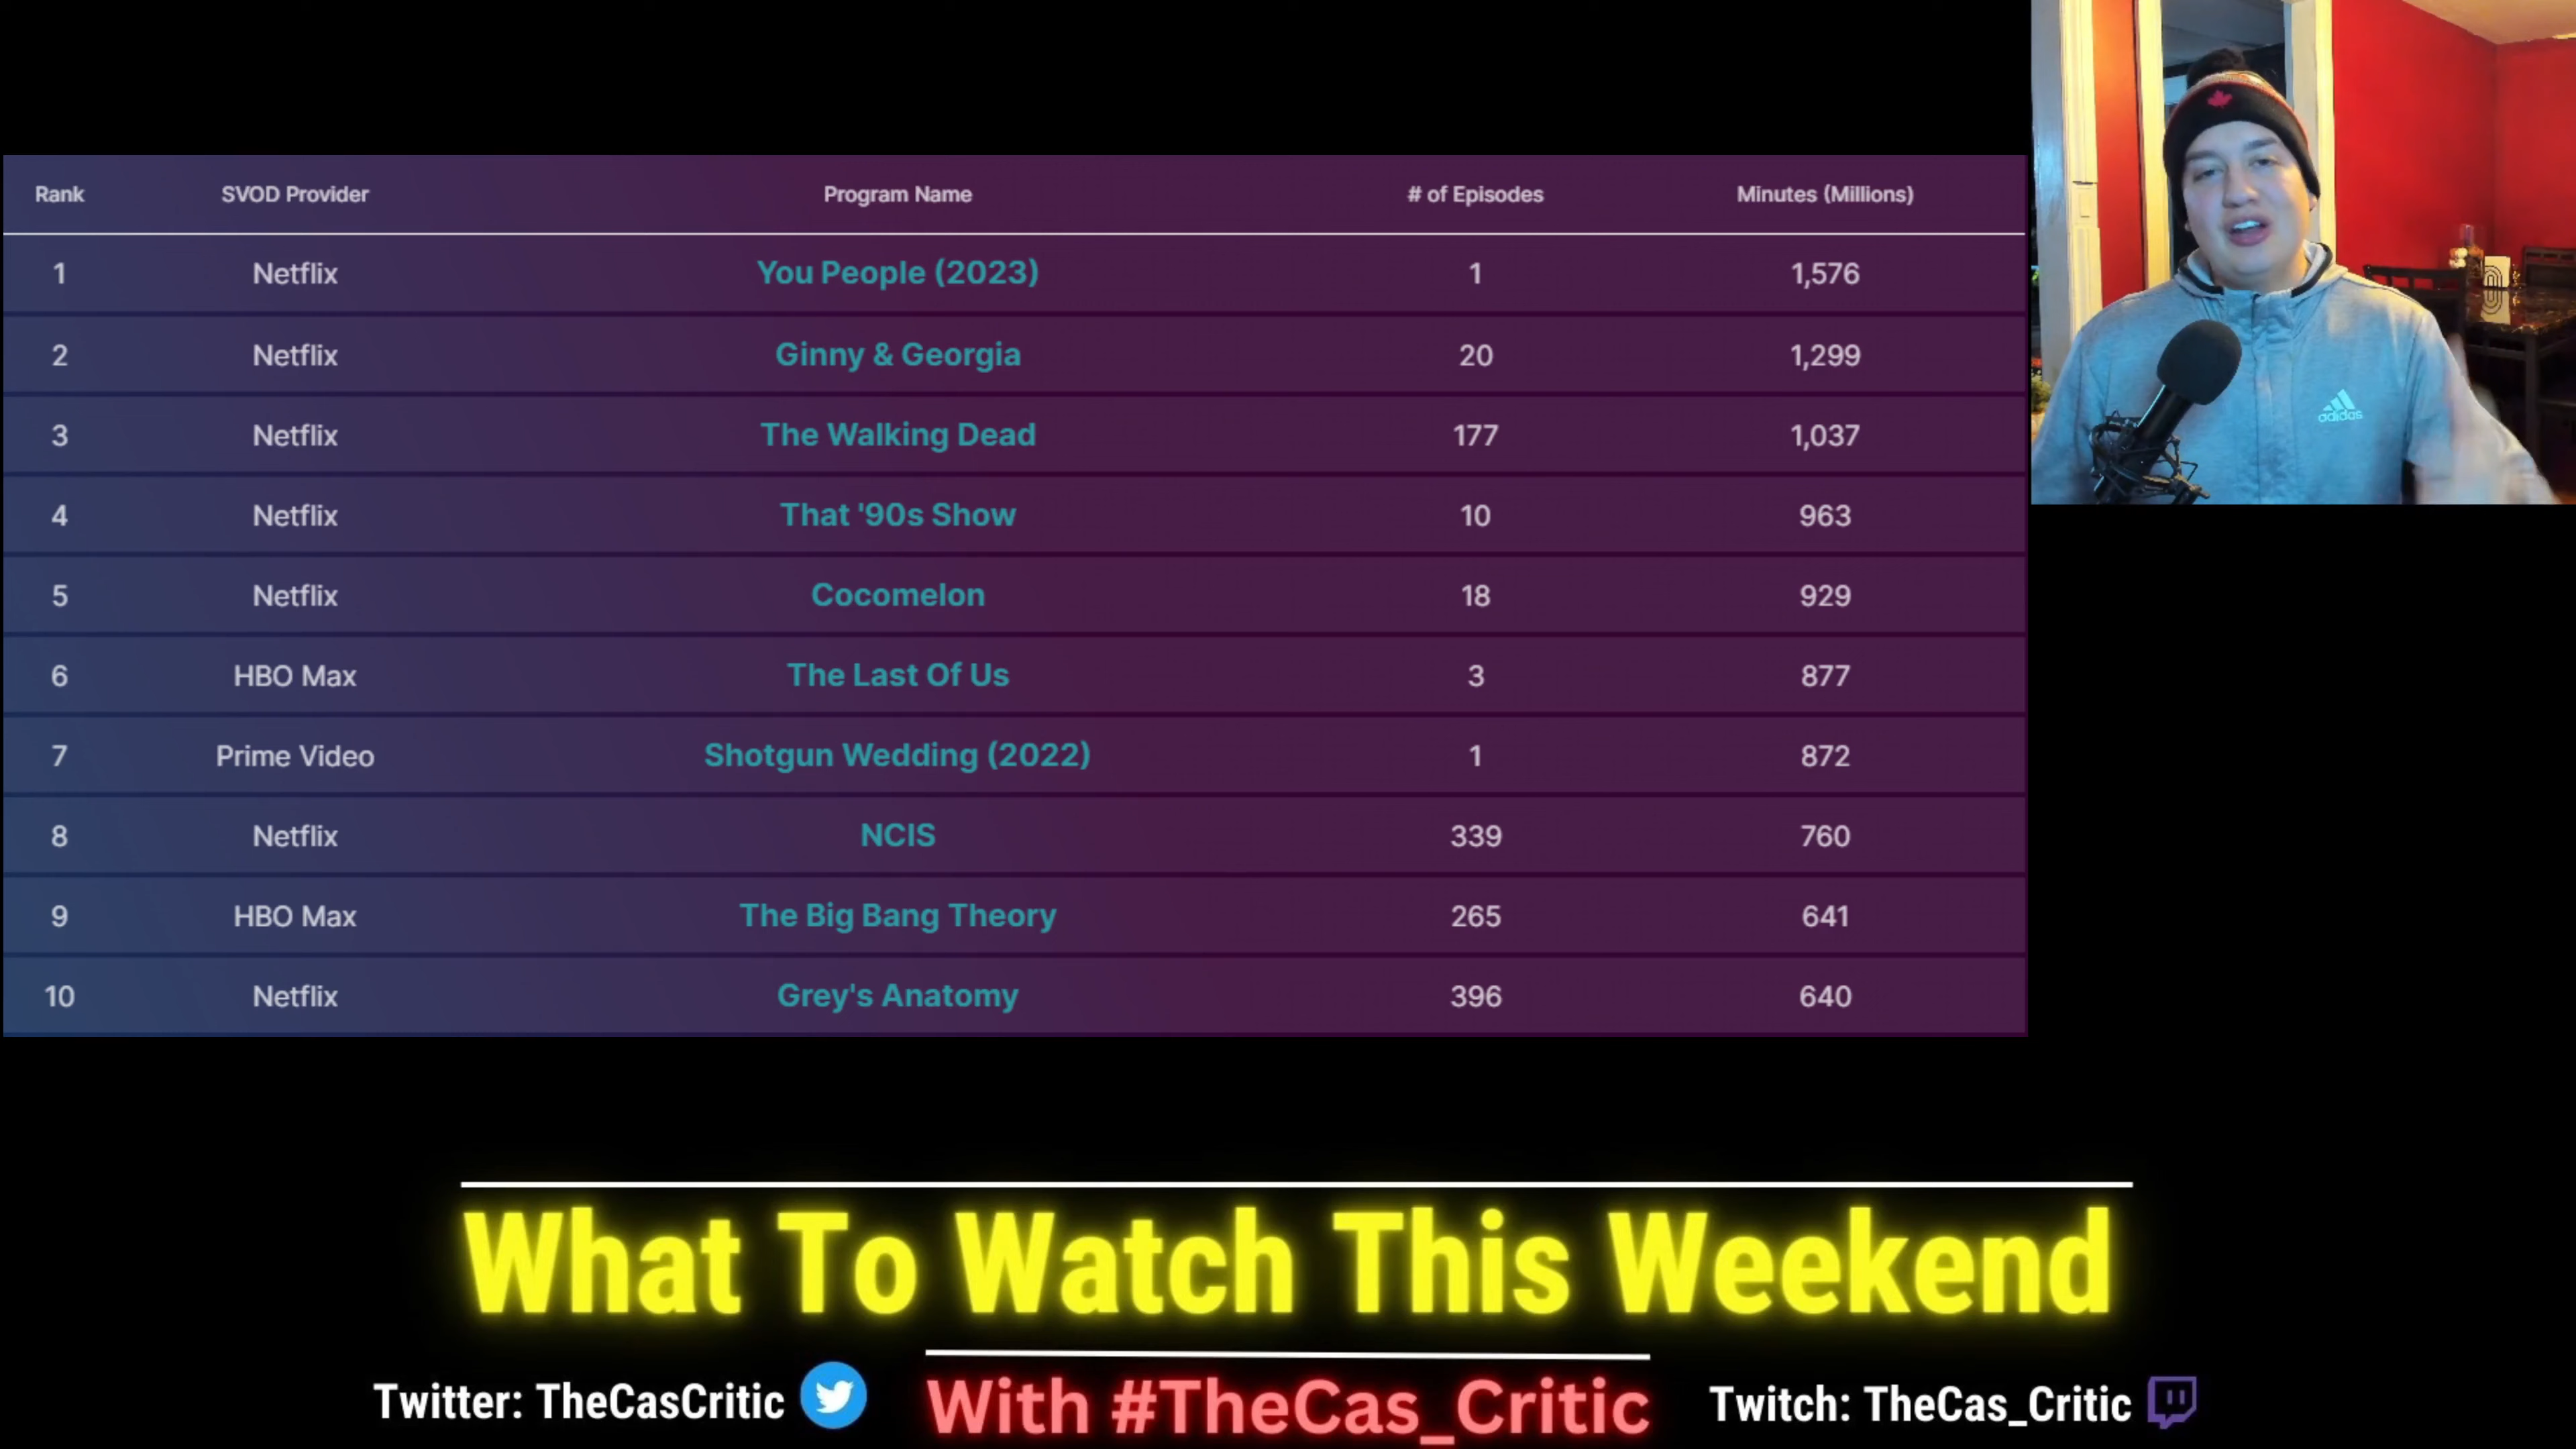 Rank SVOD Provider Program Name # of Episodes Minutes (Millions)
1 Netflix You People (2023) 1 1,576
2 Netflix Ginny & Georgia 20 1,299
3 Netflix The Walking Dead 177 1,037
4 Netflix That '90s Show 10 963
5 Netflix Cocomelon 18 929
6 HBO Max The Last Of Us 3 877
7 Prime Video Shotgun Wedding (2022) 1 872
8 Netflix NCIS 339 760
9 HBO Max The Big Bang Theory 265 641
10 Netflix Grey's Anatomy 396 640
adidas
What To Watch This Weekend
Twitter: TheCasCritic With #TheCas_Critic Twitch: TheCas_Critic